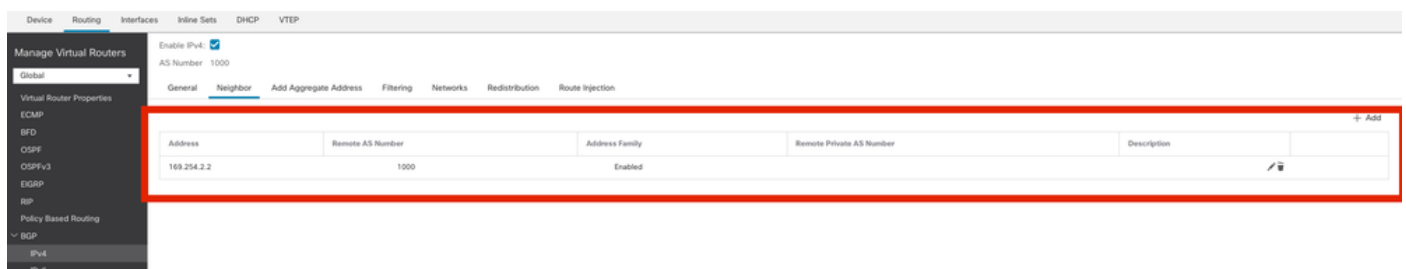 Device Routing Interfaces Inline Sets DHCP VTEP
Manage Virtual Routers
Global
Virtual Router Properties
ECMP
BFD
OSPF
OSPFv3
EIGRP
RIP
Policy Based Routing
BGP
IPv4
Enable IPv4:
AS Number 1000
General Neighbor Add Aggregate Address Filtering Networks Redistribution Route Injection
+ Add
Address Remote AS Number Address Family Remote Private AS Number Description
169.254.2.2 1000 Enabled